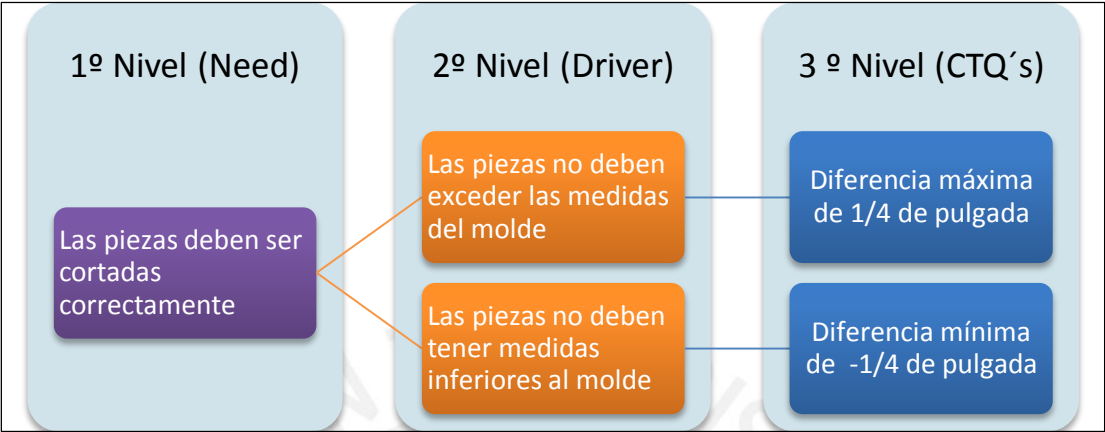 1º Nivel (Need)
2º Nivel (Driver)
3 º Nivel (CTQ´s)
Las piezas deben ser
cortadas
correctamente
Las piezas no deben
exceder las medidas
del molde
Las piezas no deben
tener medidas
inferiores al molde
Diferencia máxima
de 1/4 de pulgada
Diferencia mínima
de -1/4 de pulgada